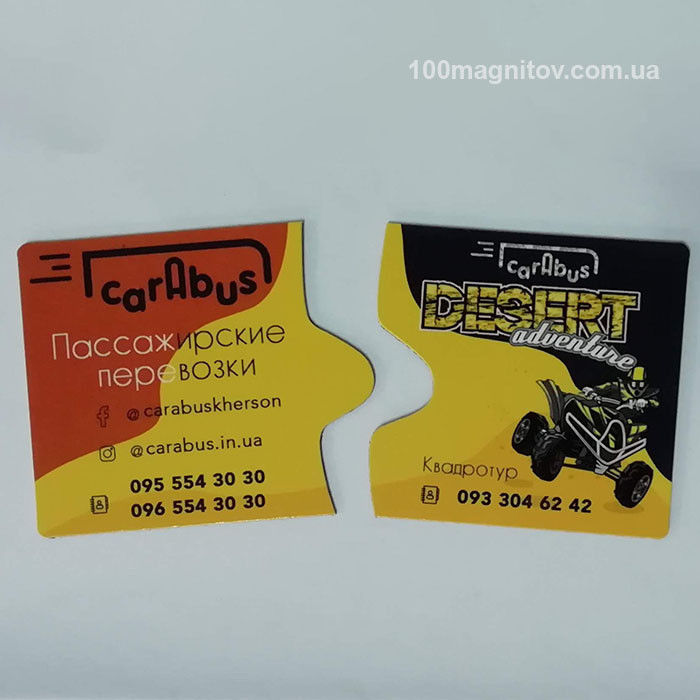 100magnitov.com.ua
carAbus
Пассажирские
перевозки
@carabuskherson
@carabus.in.ua
095 554 30 30
096 554 30 30
carAbus
DESERT
adventure
Квадротур
093 304 62 42